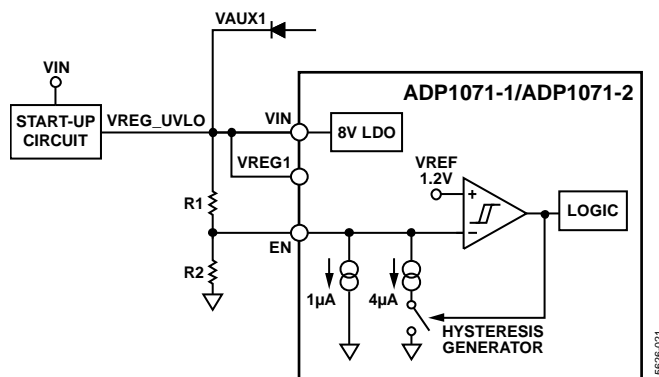 VAUX1
VIN
START-UP
CIRCUIT
VREG_UVLO
VIN
ADP1071-1/ADP1071-2
8V LDO
VREG1
VREF
1.2V
+
–
LOGIC
R1
EN
R2
1µA
4µA
HYSTERESIS
GENERATOR